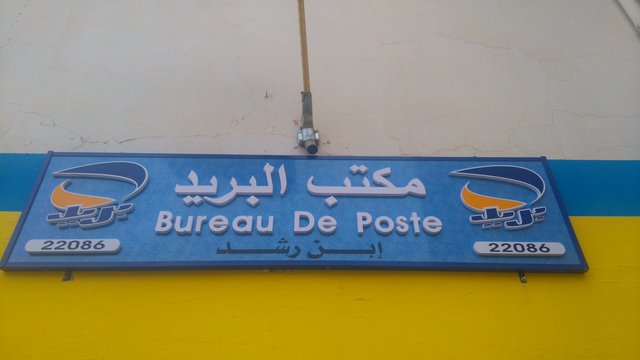 مكتب البريد
Bureau De Poste
إبن رشد
بريد
22086
بريد
22086